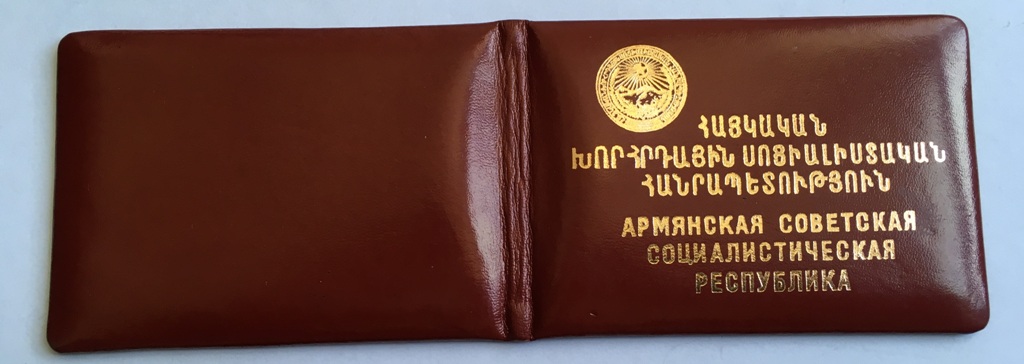 ՀԱՅԿԱԿԱՆ
ԽՈՐՀՐԴԱՅԻՆ ՍՈՑԻԱԼԻՍՏԱԿԱՆ
ՀԱՆՐԱՊԵՏՈՒԹՅՈՒՆ
АРМЯНСКАЯ СОВЕТСКАЯ
СОЦИАЛИСТИЧЕСКАЯ
РЕСПУБЛИКА